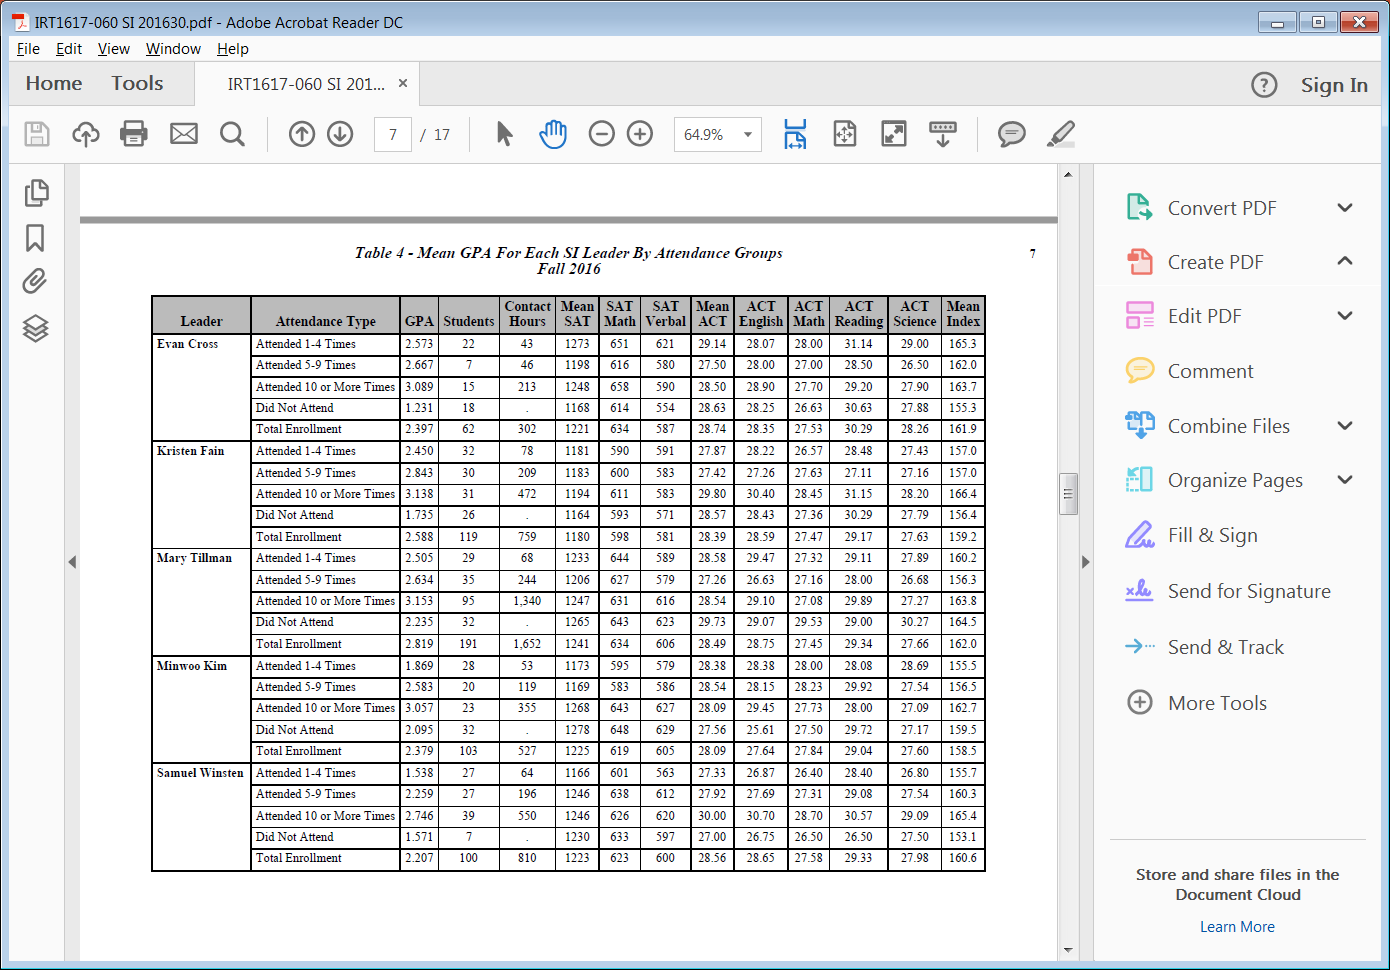 IRT1617-060 SI 201630.pdf - Adobe Acrobat Reader DC
File Edit View Window Help
Home Tools IRT1617-060 SI 201... × ? Sign In
7 / 17 64.9%
Convert PDF
Create PDF
Edit PDF
Comment
Combine Files
Organize Pages
Fill & Sign
Send for Signature
Send & Track
More Tools
Store and share files in the
Document Cloud
Learn More
Table 4 - Mean GPA For Each SI Leader By Attendance Groups 7
Fall 2016
Leader Attendance Type GPA Students Contact Hours Mean SAT SAT Math SAT Verbal Mean ACT ACT English ACT Math ACT Reading ACT Science Mean Index
Evan Cross Attended 1-4 Times 2.573 22 43 1273 651 621 29.14 28.07 28.00 31.14 29.00 165.3
Attended 5-9 Times 2.667 7 46 1198 616 580 27.50 28.00 27.00 28.50 26.50 162.0
Attended 10 or More Times 3.089 15 213 1248 658 590 28.50 28.90 27.70 29.20 27.90 163.7
Did Not Attend 1.231 18 . 1168 614 554 28.63 28.25 26.63 30.63 27.88 155.3
Total Enrollment 2.397 62 302 1221 634 587 28.74 28.35 27.53 30.29 28.26 161.9
Kristen Fain Attended 1-4 Times 2.450 32 78 1181 590 591 27.87 28.22 26.57 28.48 27.43 157.0
Attended 5-9 Times 2.843 30 209 1183 600 583 27.42 27.26 27.63 27.11 27.16 157.0
Attended 10 or More Times 3.138 31 472 1194 611 583 29.80 30.40 28.45 31.15 28.20 166.4
Did Not Attend 1.735 26 . 1164 593 571 28.57 28.43 27.36 30.29 27.79 156.4
Total Enrollment 2.588 119 759 1180 598 581 28.39 28.59 27.47 29.17 27.63 159.2
Mary Tillman Attended 1-4 Times 2.505 29 68 1233 644 589 28.58 29.47 27.32 29.11 27.89 160.2
Attended 5-9 Times 2.634 35 244 1206 627 579 27.26 26.63 27.16 28.00 26.68 156.3
Attended 10 or More Times 3.153 95 1,340 1247 631 616 28.54 29.10 27.08 29.89 27.27 163.8
Did Not Attend 2.235 32 . 1265 643 623 29.73 29.07 29.53 29.00 30.27 164.5
Total Enrollment 2.819 191 1,652 1241 634 606 28.49 28.75 27.45 29.34 27.66 162.0
Minwoo Kim Attended 1-4 Times 1.869 28 53 1173 595 579 28.38 28.38 28.00 28.08 28.69 155.5
Attended 5-9 Times 2.583 20 119 1169 583 586 28.54 28.15 28.23 29.92 27.54 156.5
Attended 10 or More Times 3.057 23 355 1268 643 627 28.09 29.45 27.73 28.00 27.09 162.7
Did Not Attend 2.095 32 . 1278 648 629 27.56 25.61 27.50 29.72 27.17 159.5
Total Enrollment 2.379 103 527 1225 619 605 28.09 27.64 27.84 29.04 27.60 158.5
Samuel Winsten Attended 1-4 Times 1.538 27 64 1166 601 563 27.33 26.87 26.40 28.40 26.80 155.7
Attended 5-9 Times 2.259 27 196 1246 638 612 27.92 27.69 27.31 29.08 27.54 160.3
Attended 10 or More Times 2.746 39 550 1246 626 620 30.00 30.70 28.70 30.57 29.09 165.4
Did Not Attend 1.571 7 . 1230 633 597 27.00 26.75 26.50 26.50 27.50 153.1
Total Enrollment 2.207 100 810 1223 623 600 28.56 28.65 27.58 29.33 27.98 160.6